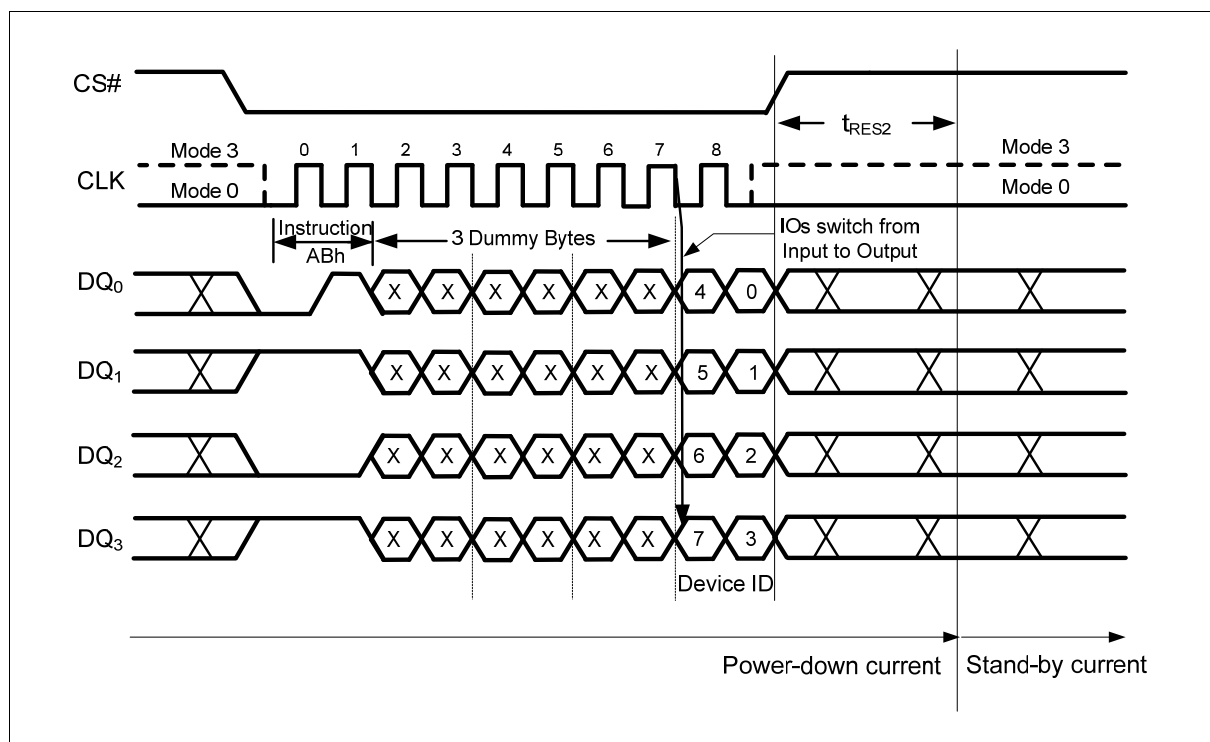 CS#
tRES2
Mode 3 0 1 2 3 4 5 6 7 8 Mode 3
CLK
Mode 0 Mode 0
Instruction
ABh
3 Dummy Bytes
IOs switch from
Input to Output
DQ0 X X X X X X 4 0
DQ1 X X X X X X 5 1
DQ2 X X X X X X 6 2
DQ3 X X X X X X 7 3
Device ID
Power-down current Stand-by current